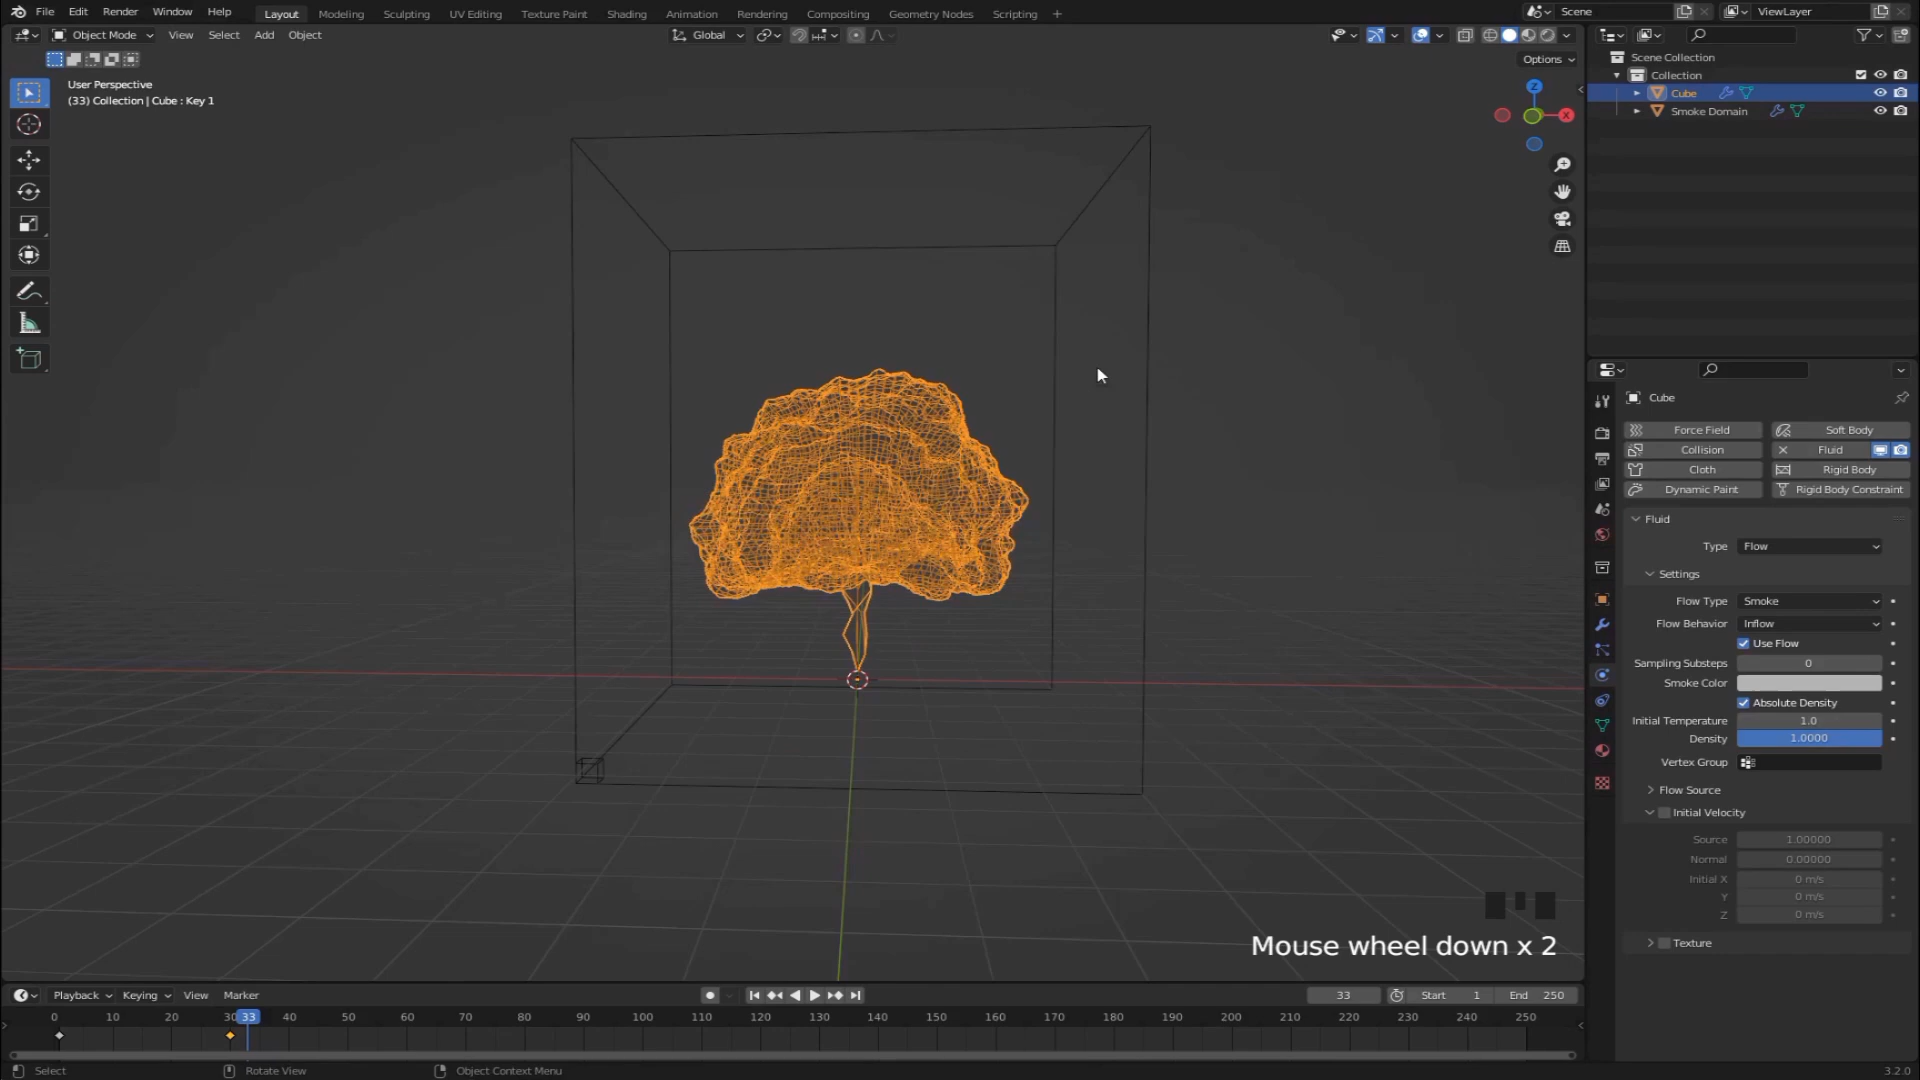 File Edit Render Window Help Layout Modeling Sculpting UV Editing Texture Paint Shading Animation Rendering Compositing Geometry Nodes Scripting + Scene ViewLayer
Object Mode View Select Add Object Global
Options
User Perspective
(33) Collection | Cube : Key 1
Z
X
Scene Collection
Collection
Cube
Smoke Domain
Cube
Force Field Soft Body
Collision Fluid
Cloth Rigid Body
Dynamic Paint Rigid Body Constraint
Fluid
Type Flow
Settings
Flow Type Smoke
Flow Behavior Inflow
Use Flow
Sampling Substeps 0
Smoke Color
Absolute Density
Initial Temperature 1.0
Density 1.0000
Vertex Group
Flow Source
Initial Velocity
Source 1.00000
Normal 0.00000
Initial X 0 m/s
Y 0 m/s
Z 0 m/s
Texture
Mouse wheel down x 2
Playback Keying View Marker 33 Start 1 End 250
0 10 20 30 33 40 50 60 70 80 90 100 110 120 130 140 150 160 170 180 190 200 210 220 230 240 250
Select Rotate View Object Context Menu 3.2.0